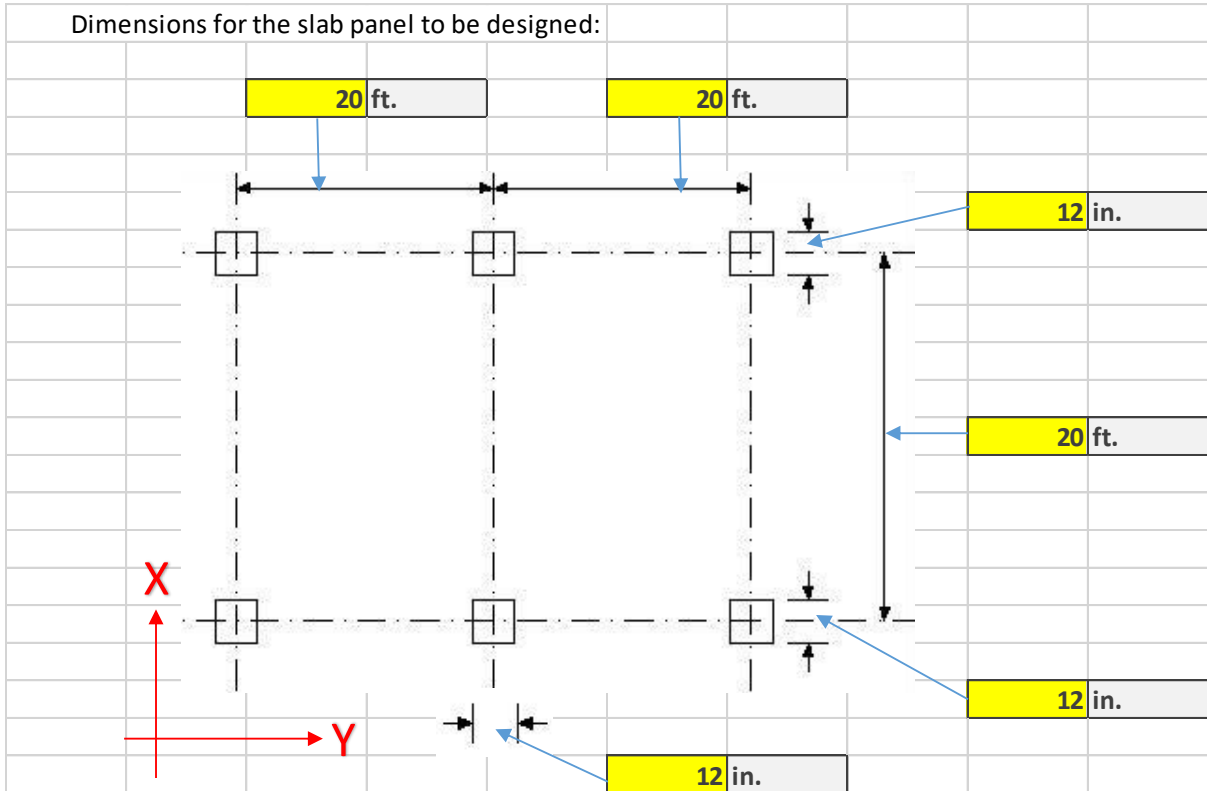 Dimensions for the slab panel to be designed:
20 ft. 20 ft.
12 in.
20 ft.
X
12 in.
Y
12 in.